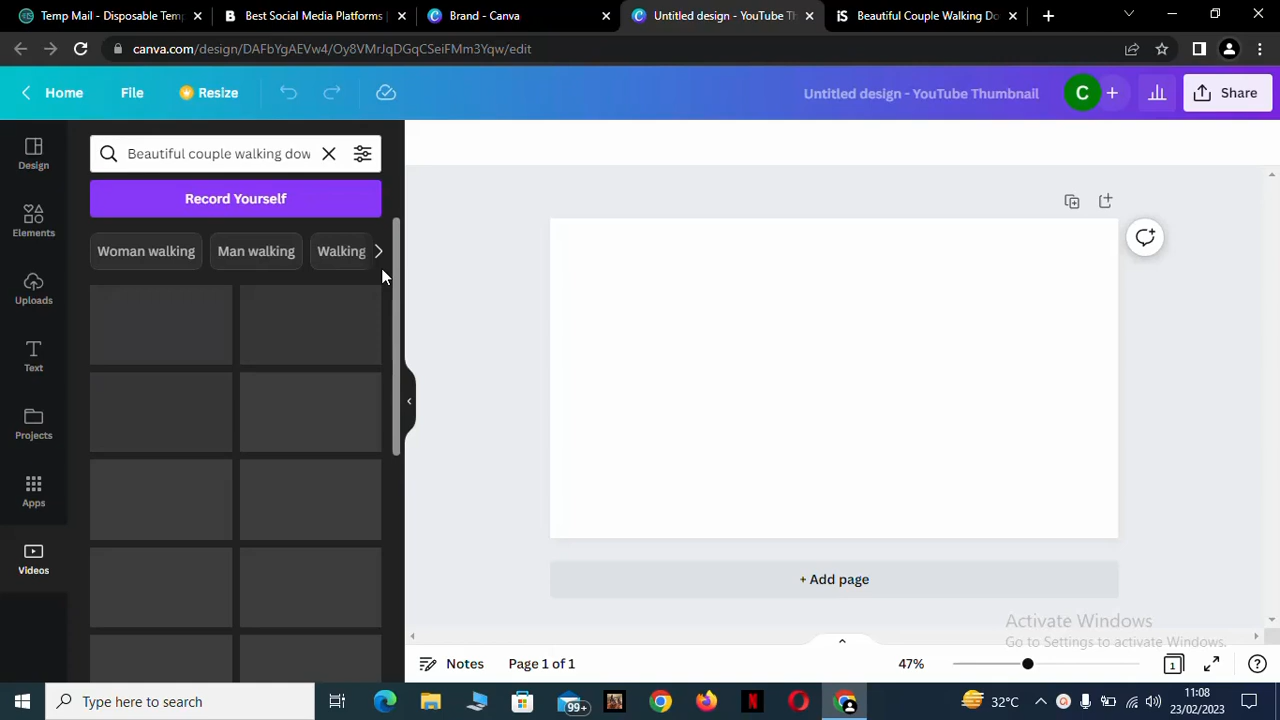 Temp Mail - Disposable Temp
Best Social Media Platforms
Brand - Canva
Untitled design - YouTube Th
iS
Beautiful Couple Walking Do
canva.com/design/DAFbYgAEVw4/Oy8VMrJqDGqCSeiFMm3Yqw/edit
Home
File
Resize
Untitled design - YouTube Thumbnail
C
Share
Design
Elements
Uploads
Text
Projects
Apps
Videos
Beautiful couple walking dow
Record Yourself
Woman walking
Man walking
Walking
+ Add page
Activate Windows
Go to Settings to activate Windows.
Notes
Page 1 of 1
47%
1
Type here to search
99+
32°C
11:08
23/02/2023